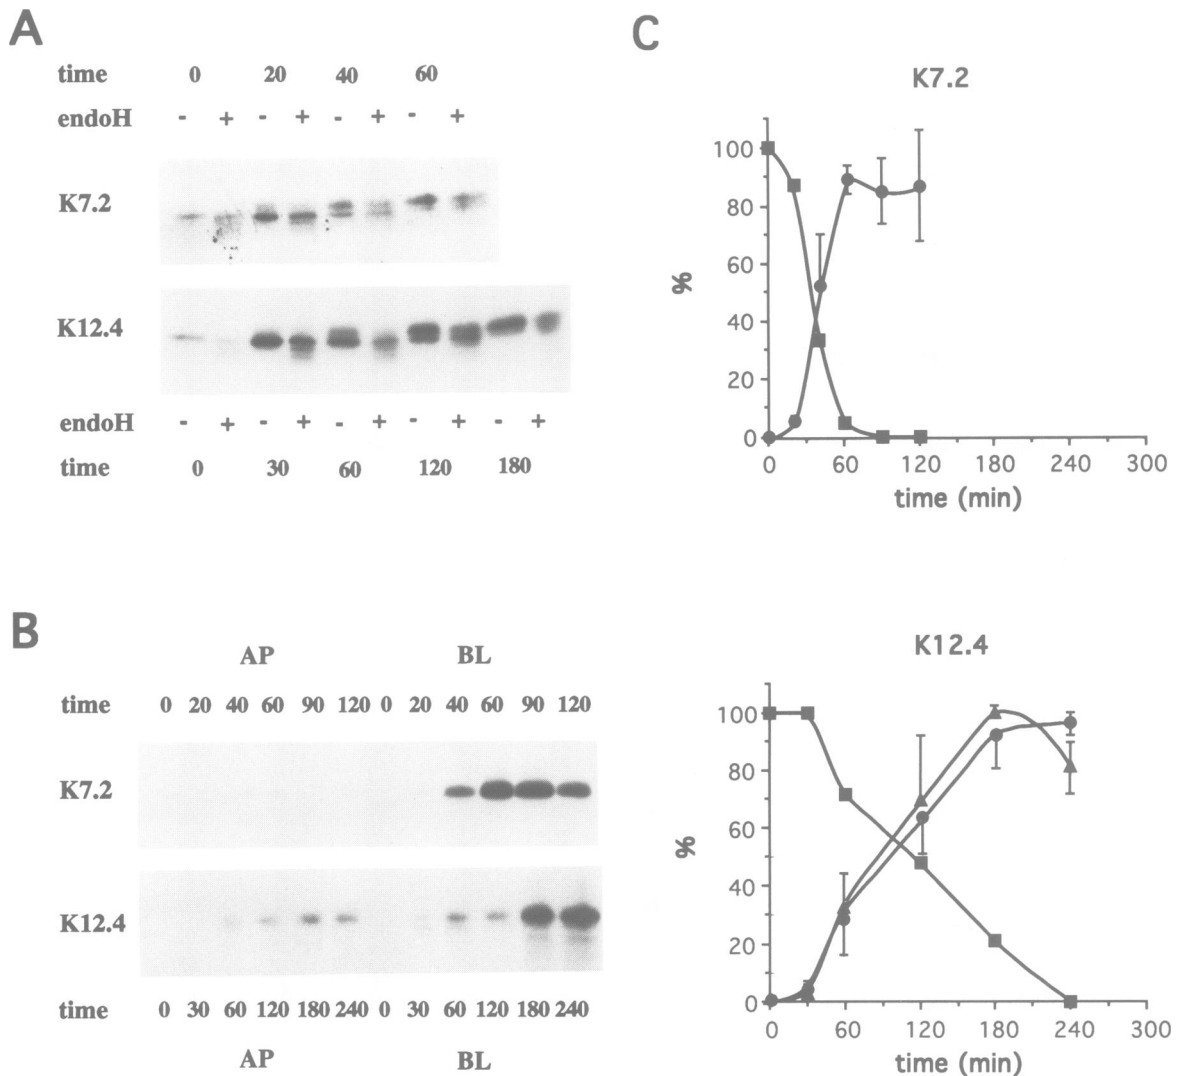 A
time 0 20 40 60
endoH - + - + - + - +
K7.2
K12.4
endoH - + - + - + - + - +
time 0 30 60 120 180
B
AP BL
time 0 20 40 60 90 120 0 20 40 60 90 120
K7.2
K12.4
time 0 30 60 120 180 240 0 30 60 120 180 240
AP BL
C
K7.2
100
80
60
40
20
0
%
0 60 120 180 240 300
time (min)
K12.4
100
80
60
40
20
0
%
0 60 120 180 240 300
time (min)